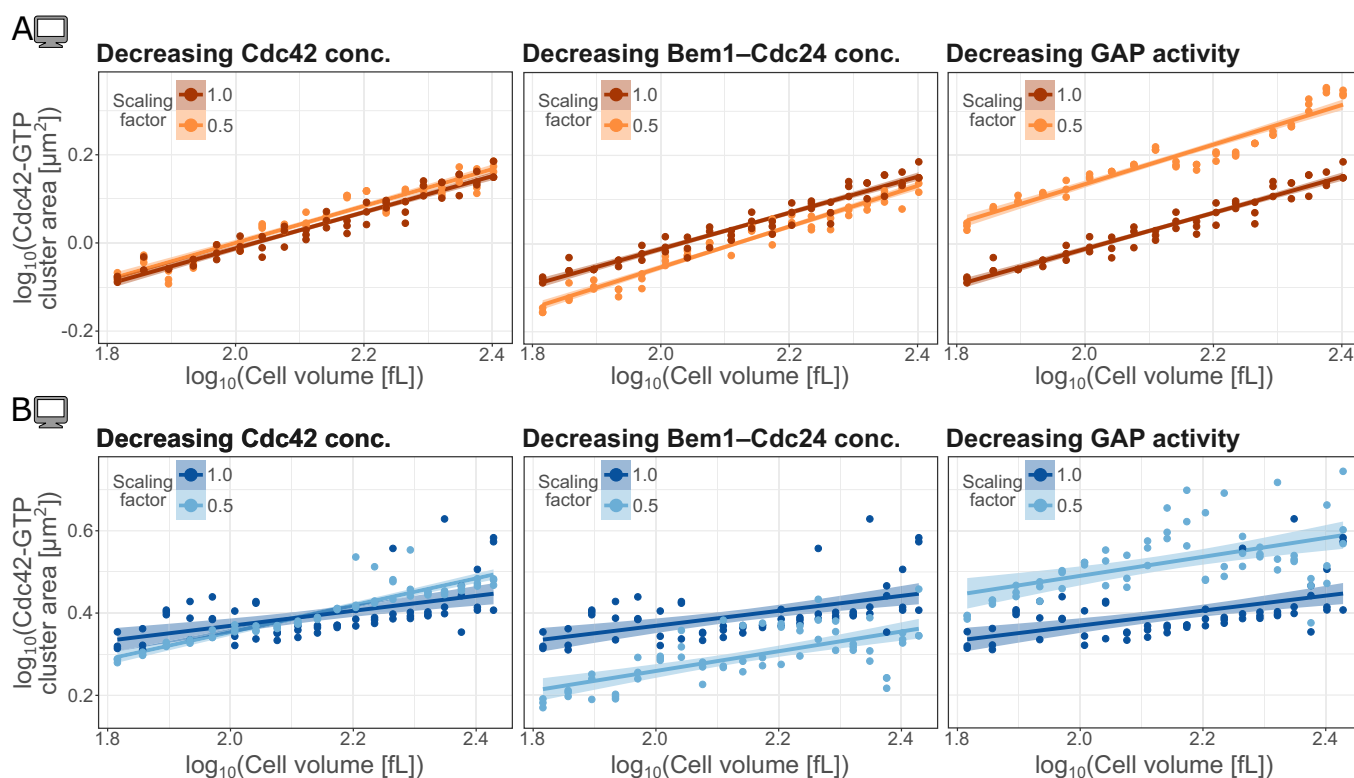 A
Decreasing Cdc42 conc.
Decreasing Bem1–Cdc24 conc.
Decreasing GAP activity
Scaling
factor
1.0
0.5
Scaling
factor
1.0
0.5
Scaling
factor
1.0
0.5
log₁₀(Cdc42-GTP
cluster area [µm²])
0.2
0.0
-0.2
1.8
2.0
2.2
2.4
1.8
2.0
2.2
2.4
1.8
2.0
2.2
2.4
log₁₀(Cell volume [fL])
log₁₀(Cell volume [fL])
log₁₀(Cell volume [fL])
B
Decreasing Cdc42 conc.
Decreasing Bem1–Cdc24 conc.
Decreasing GAP activity
Scaling
factor
1.0
0.5
Scaling
factor
1.0
0.5
Scaling
factor
1.0
0.5
log₁₀(Cdc42-GTP
cluster area [µm²])
0.6
0.4
0.2
1.8
2.0
2.2
2.4
1.8
2.0
2.2
2.4
1.8
2.0
2.2
2.4
log₁₀(Cell volume [fL])
log₁₀(Cell volume [fL])
log₁₀(Cell volume [fL])